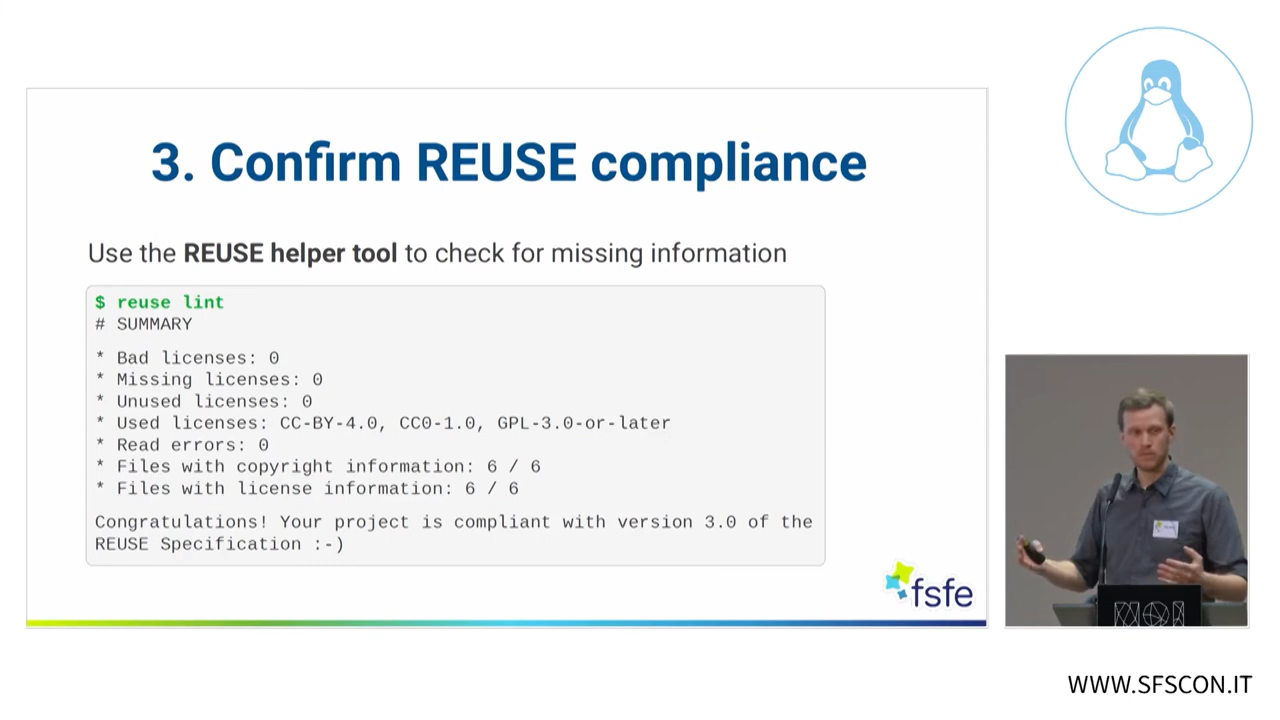 3. Confirm REUSE compliance
Use the REUSE helper tool to check for missing information
$ reuse lint
# SUMMARY
* Bad licenses: 0
* Missing licenses: 0
* Unused licenses: 0
* Used licenses: CC-BY-4.0, CC0-1.0, GPL-3.0-or-later
* Read errors: 0
* Files with copyright information: 6 / 6
* Files with license information: 6 / 6
Congratulations! Your project is compliant with version 3.0 of the
REUSE Specification :-)
fsfe
NOI
WWW.SFSCON.IT